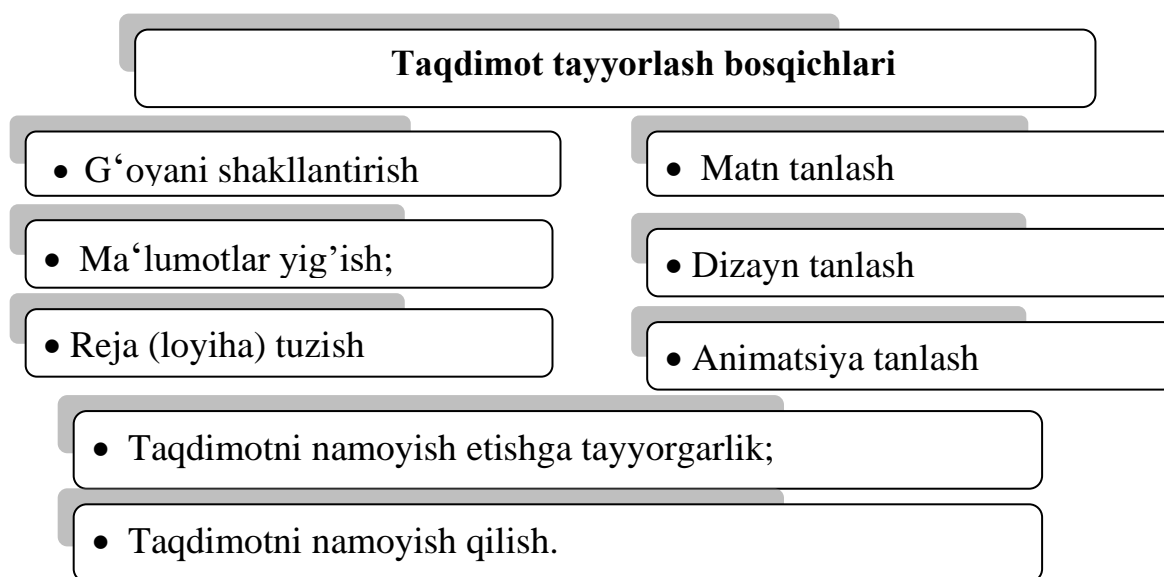 Taqdimot tayyorlash bosqichlari
• G‘oyani shakllantirish
• Ma‘lumotlar yig’ish;
• Reja (loyiha) tuzish
• Matn tanlash
• Dizayn tanlash
• Animatsiya tanlash
• Taqdimotni namoyish etishga tayyorgarlik;
• Taqdimotni namoyish qilish.